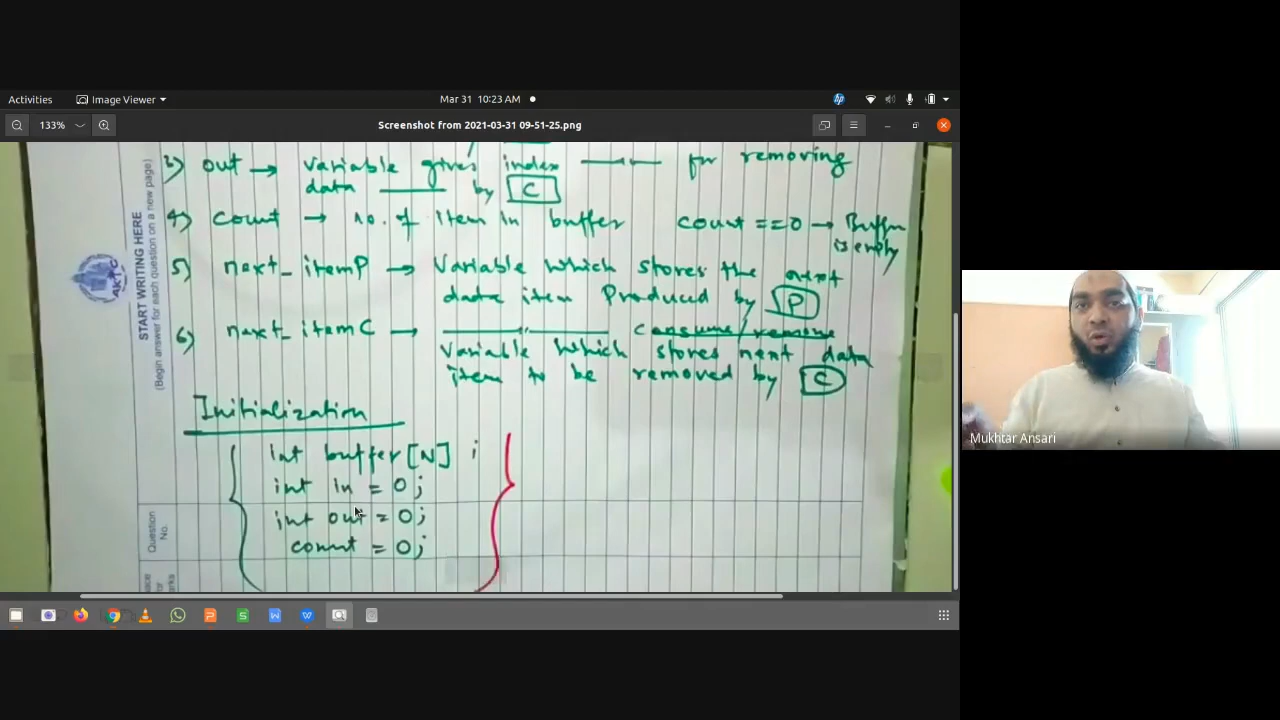 Activities
Image Viewer
Mar 31 10:23 AM
133%
Screenshot from 2021-03-31 09-51-25.png
3) out → variable gives index —〃— for removing
data ——— by C
4) count → no. of item in buffer count ==0 → Buffer
is empty
5) next_itemP → Variable which stores the next
data item Produced by P
6) next_itemC → ——〃—— consume/remove
Variable which stores next data
item to be removed by C
Initialization
int buffer[N] ;
int in = 0;
int out = 0;
count = 0;
START WRITING HERE
(Begin answer for each question on a new page)
AKTC
Question
No.
for
Mukhtar Ansari